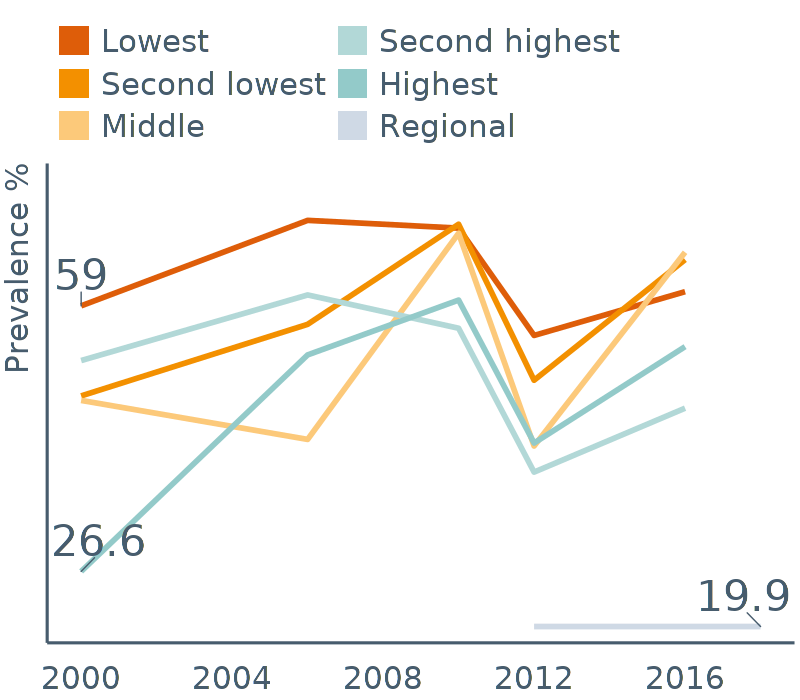 Lowest
Second highest
Second lowest
Highest
Middle
Regional
Prevalence %
59
26.6
19.9
2000 2004 2008 2012 2016